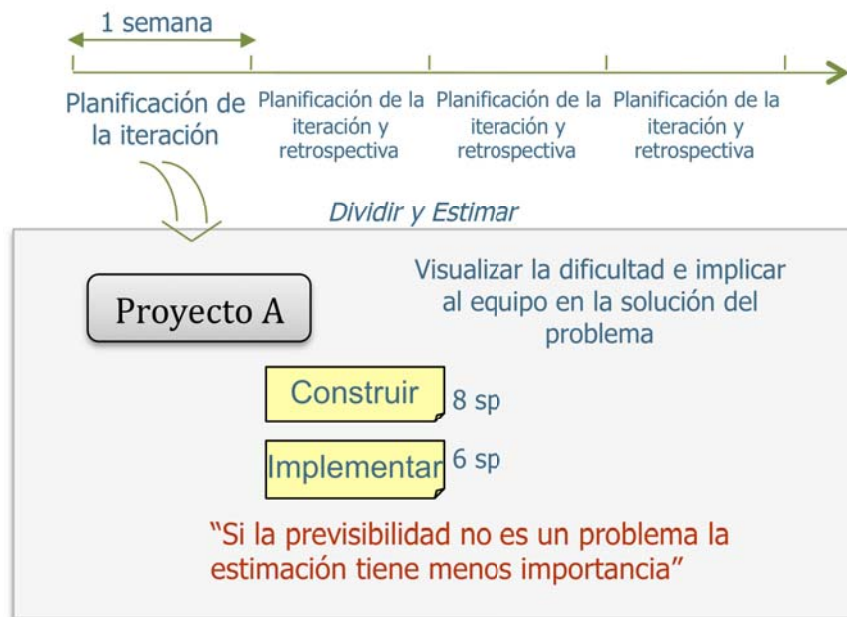 1 semana
Planificación de
la iteración
Planificación de la
iteración y
retrospectiva
Planificación de la
iteración y
retrospectiva
Planificación de la
iteración y
retrospectiva
Dividir y Estimar
Proyecto A
Visualizar la dificultad e implicar
al equipo en la solución del
problema
Construir
8 sp
Implementar
6 sp
“Si la previsibilidad no es un problema la
estimación tiene menos importancia”